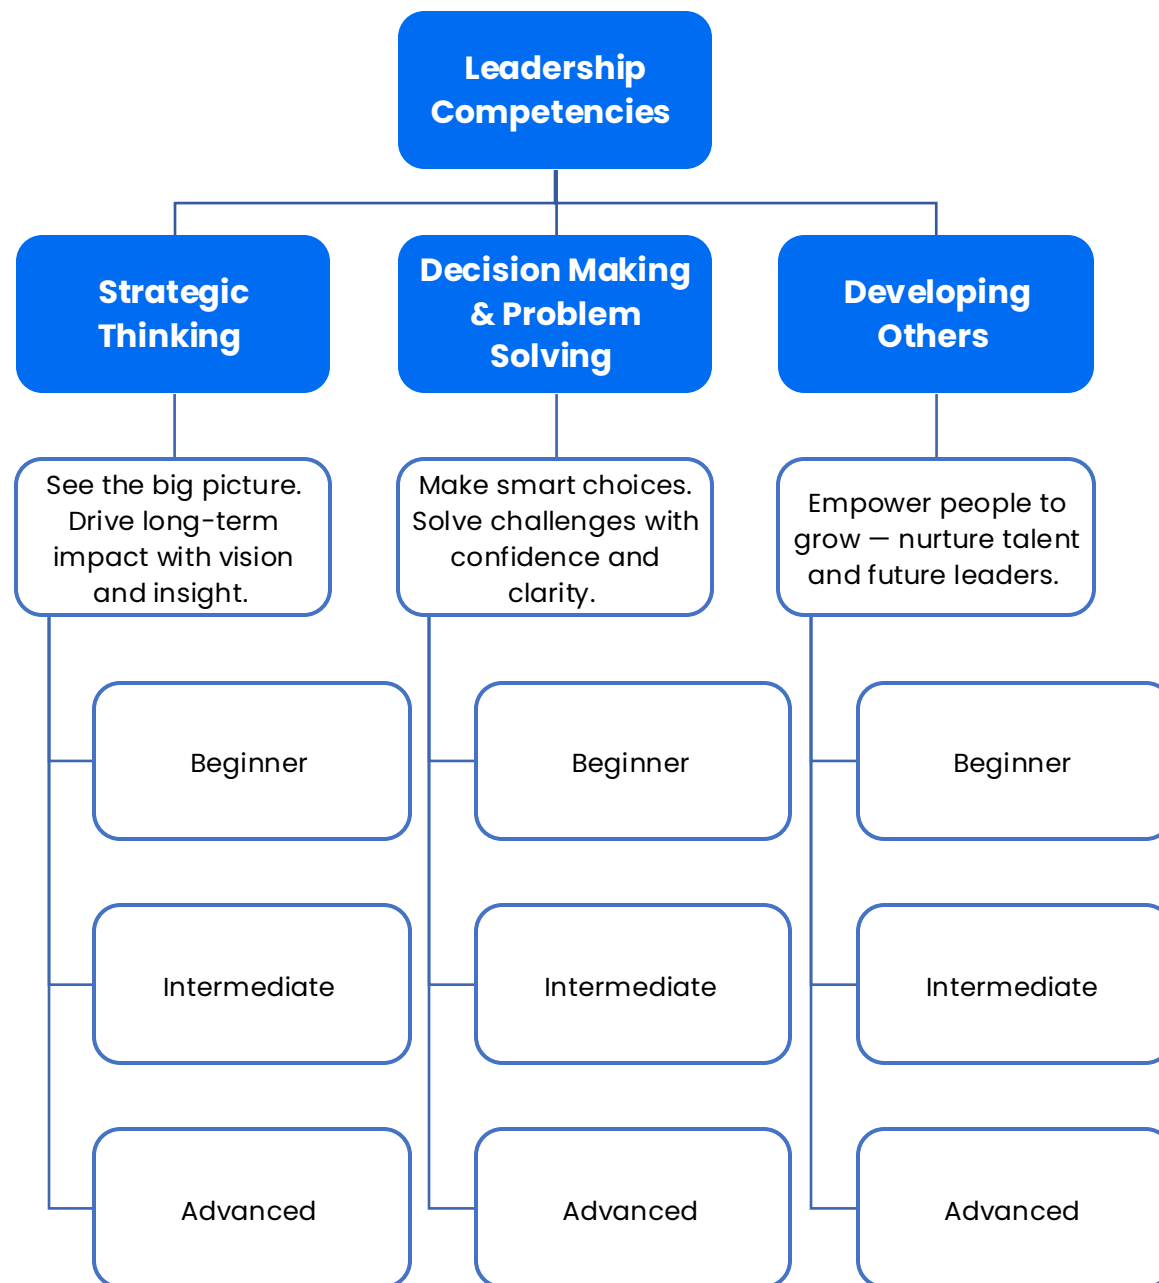 Leadership
Competencies
Strategic
Thinking
Decision Making
& Problem
Solving
Developing
Others
See the big picture.
Drive long-term
impact with vision
and insight.
Make smart choices.
Solve challenges with
confidence and
clarity.
Empower people to
grow — nurture talent
and future leaders.
Beginner
Beginner
Beginner
Intermediate
Intermediate
Intermediate
Advanced
Advanced
Advanced